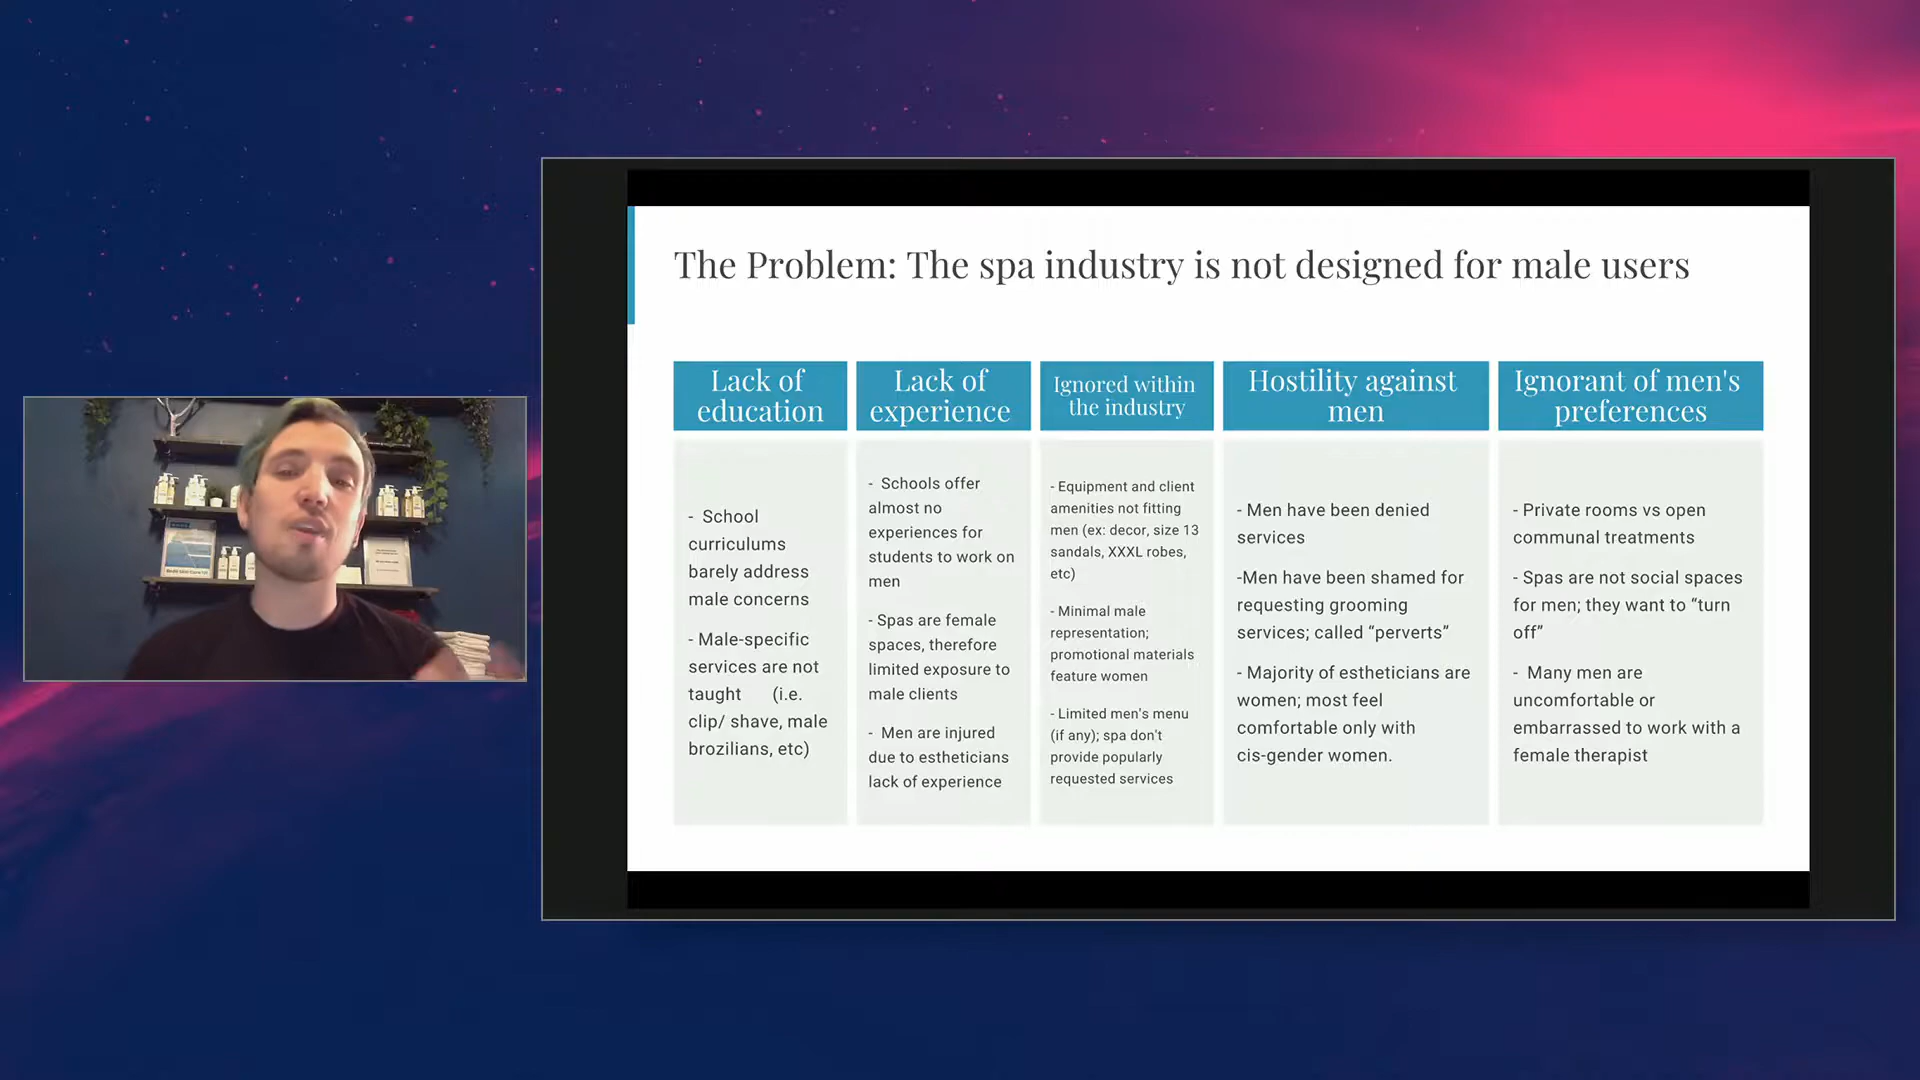 The Problem: The spa industry is not designed for male users
Lack of
education
- School
curriculums
barely address
male concerns
- Male-specific
services are not
taught (i.e.
clip/ shave, male
brozilians, etc)
Lack of
experience
- Schools offer
almost no
experiences for
students to work on
men
- Spas are female
spaces, therefore
limited exposure to
male clients
- Men are injured
due to estheticians
lack of experience
Ignored within
the industry
- Equipment and client
amenities not fitting
men (ex: decor, size 13
sandals, XXXL robes,
etc)
- Minimal male
representation;
promotional materials
feature women
- Limited men's menu
(if any); spa don't
provide popularly
requested services
Hostility against
men
- Men have been denied
services
-Men have been shamed for
requesting grooming
services; called “perverts”
- Majority of estheticians are
women; most feel
comfortable only with
cis-gender women.
Ignorant of men's
preferences
- Private rooms vs open
communal treatments
- Spas are not social spaces
for men; they want to “turn
off”
- Many men are
uncomfortable or
embarrassed to work with a
female therapist